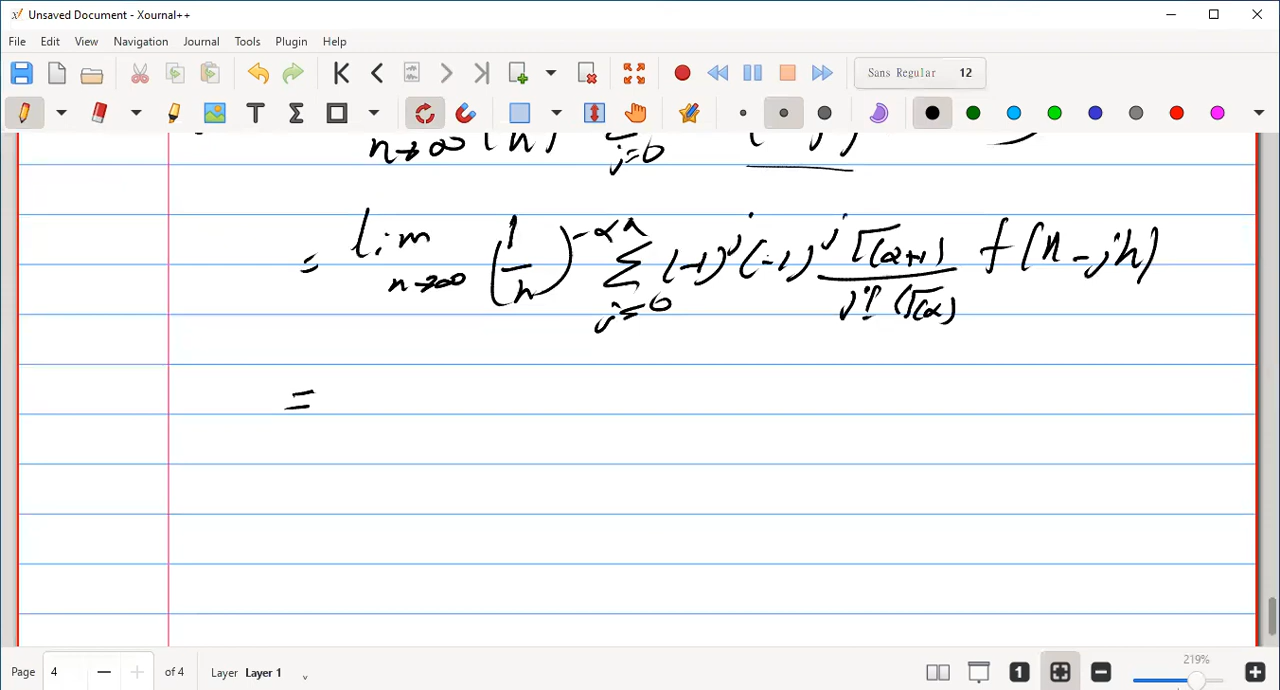 Unsaved Document - Xournal++
File Edit View Navigation Journal Tools Plugin Help
Sans Regular 12
n→∞ (h) j=0 (-j)
= lim n→∞ (1/h)^-α Σ^n j=0 (-1)^j (-1)^j Γ(α+1) / j! (Γ(α) f(x-jh)
=
Page 4 of 4 Layer Layer 1 219%